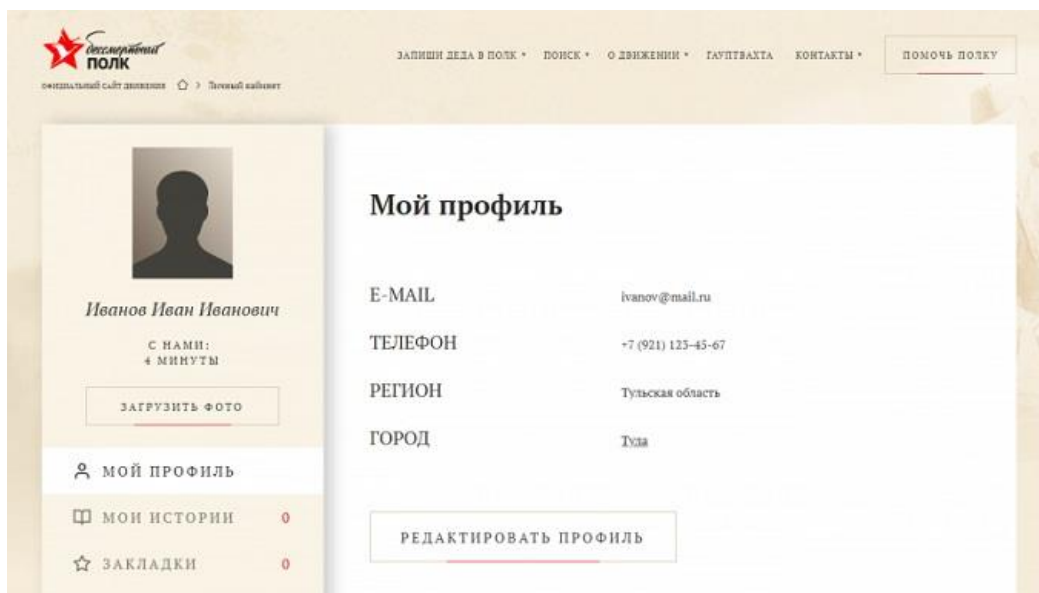 бессмертный
ПОЛК
официальный сайт движения > Личный кабинет
ЗАПИШИ ДЕДА В ПОЛК ПОИСК О ДВИЖЕНИИ ГАУПТВАХТА КОНТАКТЫ ПОМОЧЬ ПОЛКУ
Иванов Иван Иванович
С НАМИ:
4 МИНУТЫ
ЗАГРУЗИТЬ ФОТО
МОЙ ПРОФИЛЬ
МОИ ИСТОРИИ 0
ЗАКЛАДКИ 0
Мой профиль
E-MAIL ivanov@mail.ru
ТЕЛЕФОН +7 (921) 123-45-67
РЕГИОН Тульская область
ГОРОД Тула
РЕДАКТИРОВАТЬ ПРОФИЛЬ